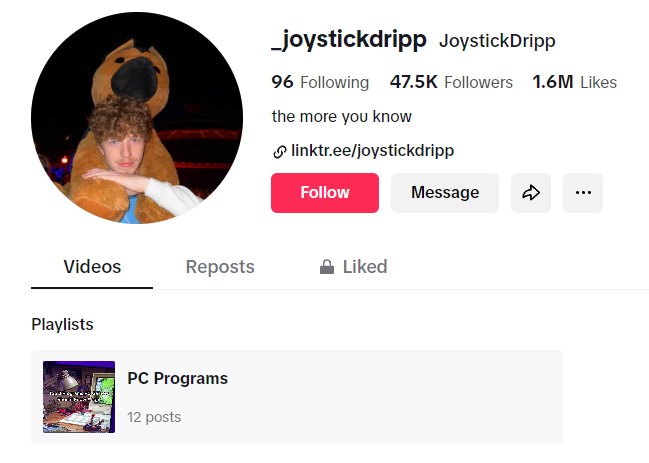 _joystickdripp JoystickDripp
96 Following 47.5K Followers 1.6M Likes
the more you know
linktr.ee/joystickdripp
Follow Message
Videos Reposts Liked
Playlists
PC Programs
12 posts